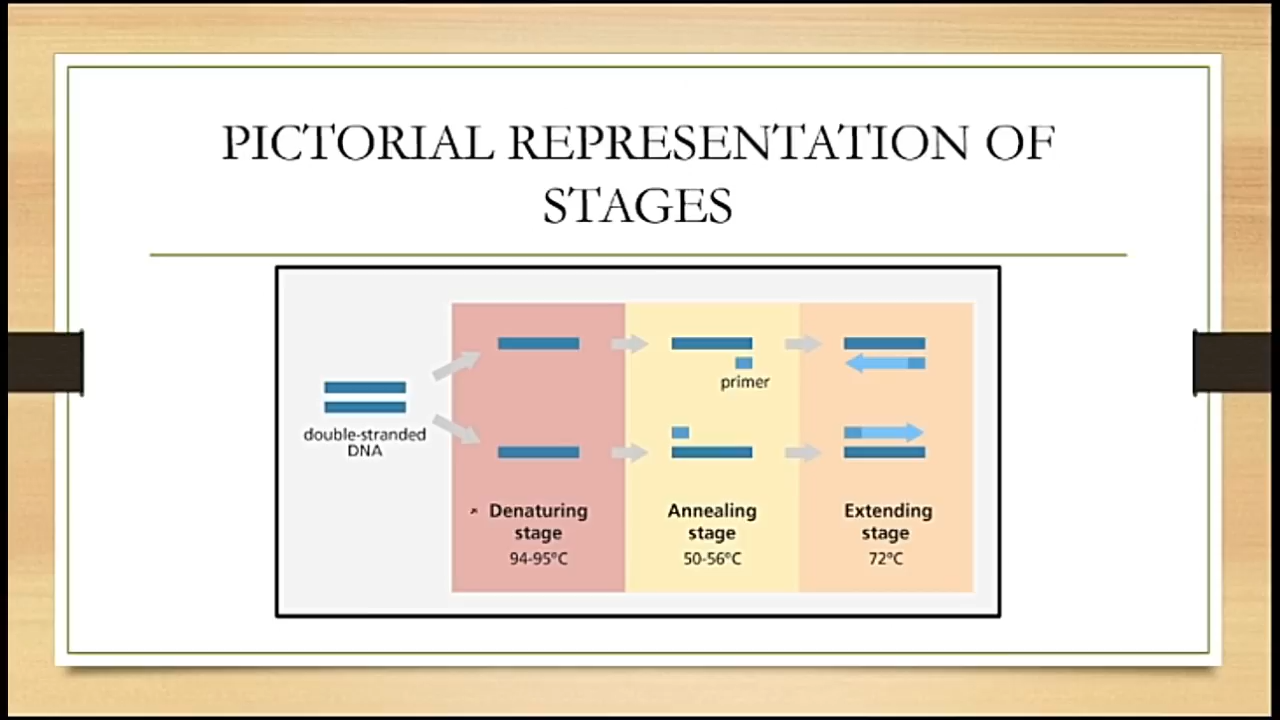 PICTORIAL REPRESENTATION OF
STAGES
primer
double-stranded
DNA
Denaturing
stage
94-95°C
Annealing
stage
50-56°C
Extending
stage
72°C